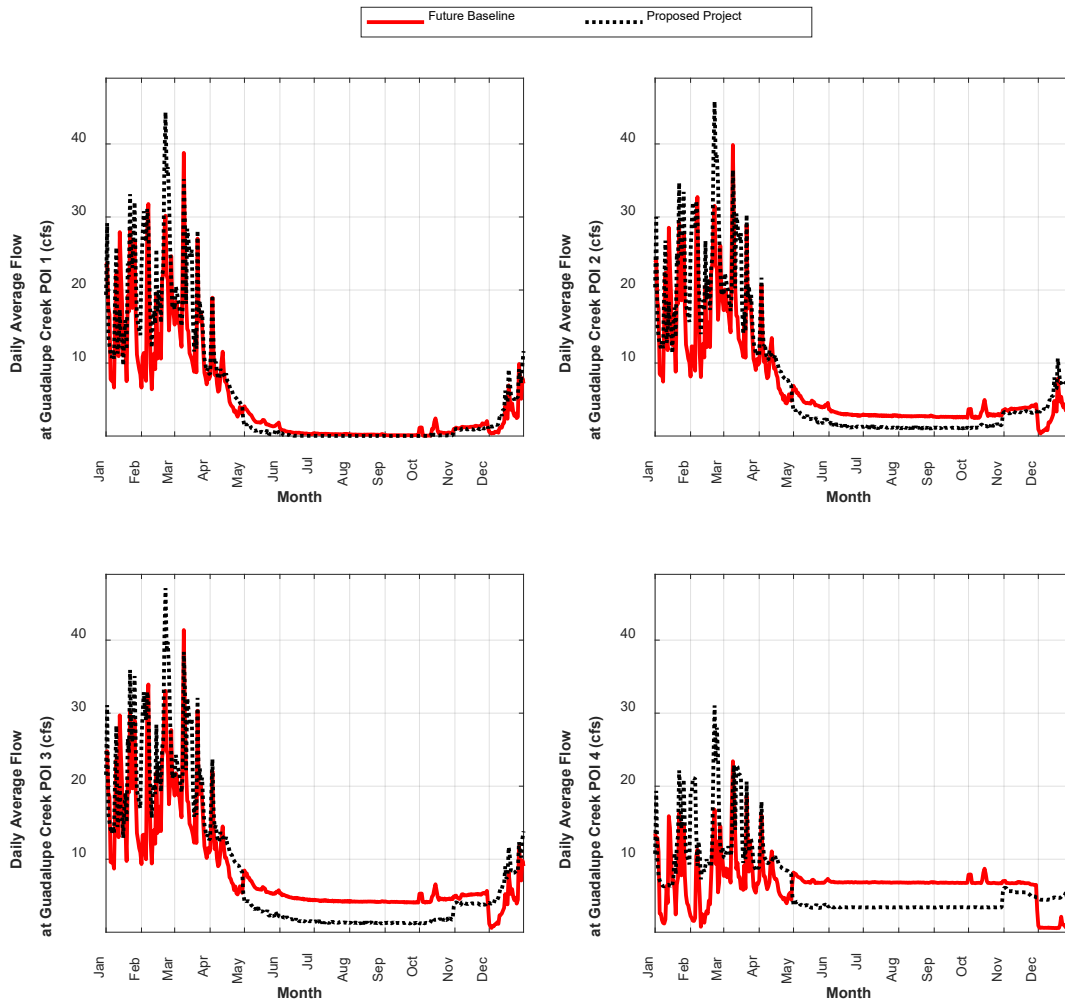 Future Baseline
Proposed Project
Daily Average Flow
at Guadalupe Creek POI 1 (cfs)
40
30
20
10
Jan
Feb
Mar
Apr
May
Jun
Jul
Aug
Sep
Oct
Nov
Dec
Month
Daily Average Flow
at Guadalupe Creek POI 2 (cfs)
40
30
20
10
Jan
Feb
Mar
Apr
May
Jun
Jul
Aug
Sep
Oct
Nov
Dec
Month
Daily Average Flow
at Guadalupe Creek POI 3 (cfs)
40
30
20
10
Jan
Feb
Mar
Apr
May
Jun
Jul
Aug
Sep
Oct
Nov
Dec
Month
Daily Average Flow
at Guadalupe Creek POI 4 (cfs)
40
30
20
10
Jan
Feb
Mar
Apr
May
Jun
Jul
Aug
Sep
Oct
Nov
Dec
Month